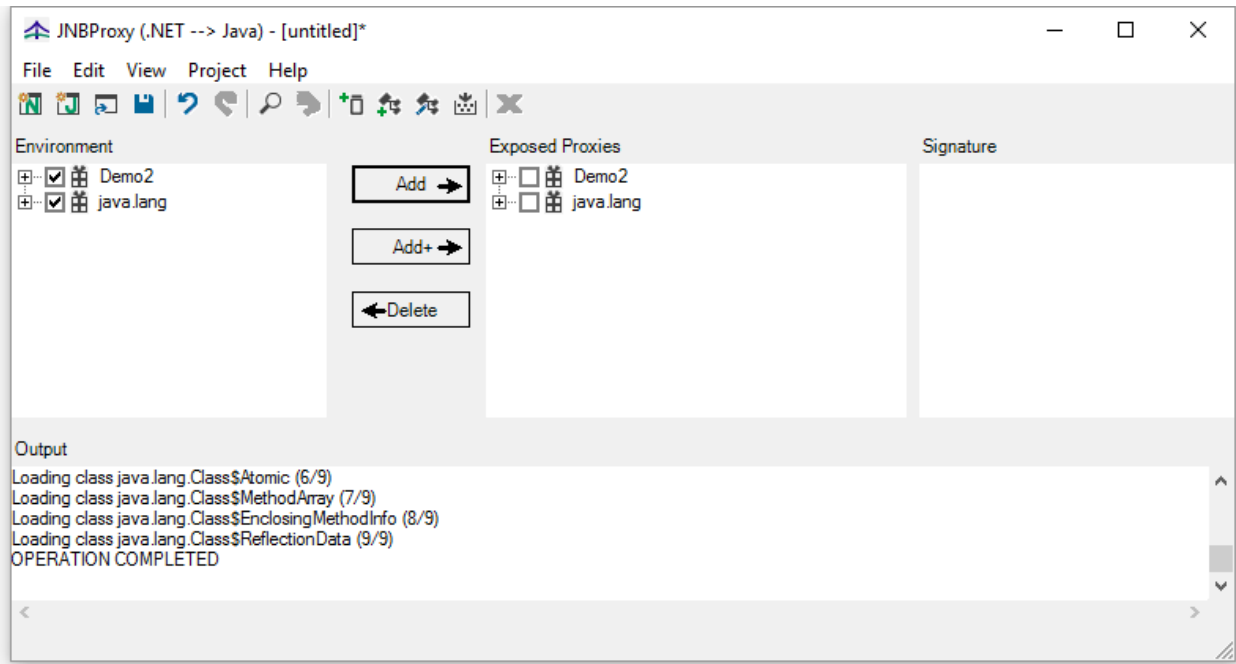 JNBProxy (.NET --> Java) - [untitled]*
File Edit View Project Help
Environment
Exposed Proxies
Signature
Demo2
java.lang
Add
Add+
Delete
Demo2
java.lang
Output
Loading class java.lang.Class$Atomic (6/9)
Loading class java.lang.Class$MethodArray (7/9)
Loading class java.lang.Class$EnclosingMethodInfo (8/9)
Loading class java.lang.Class$ReflectionData (9/9)
OPERATION COMPLETED